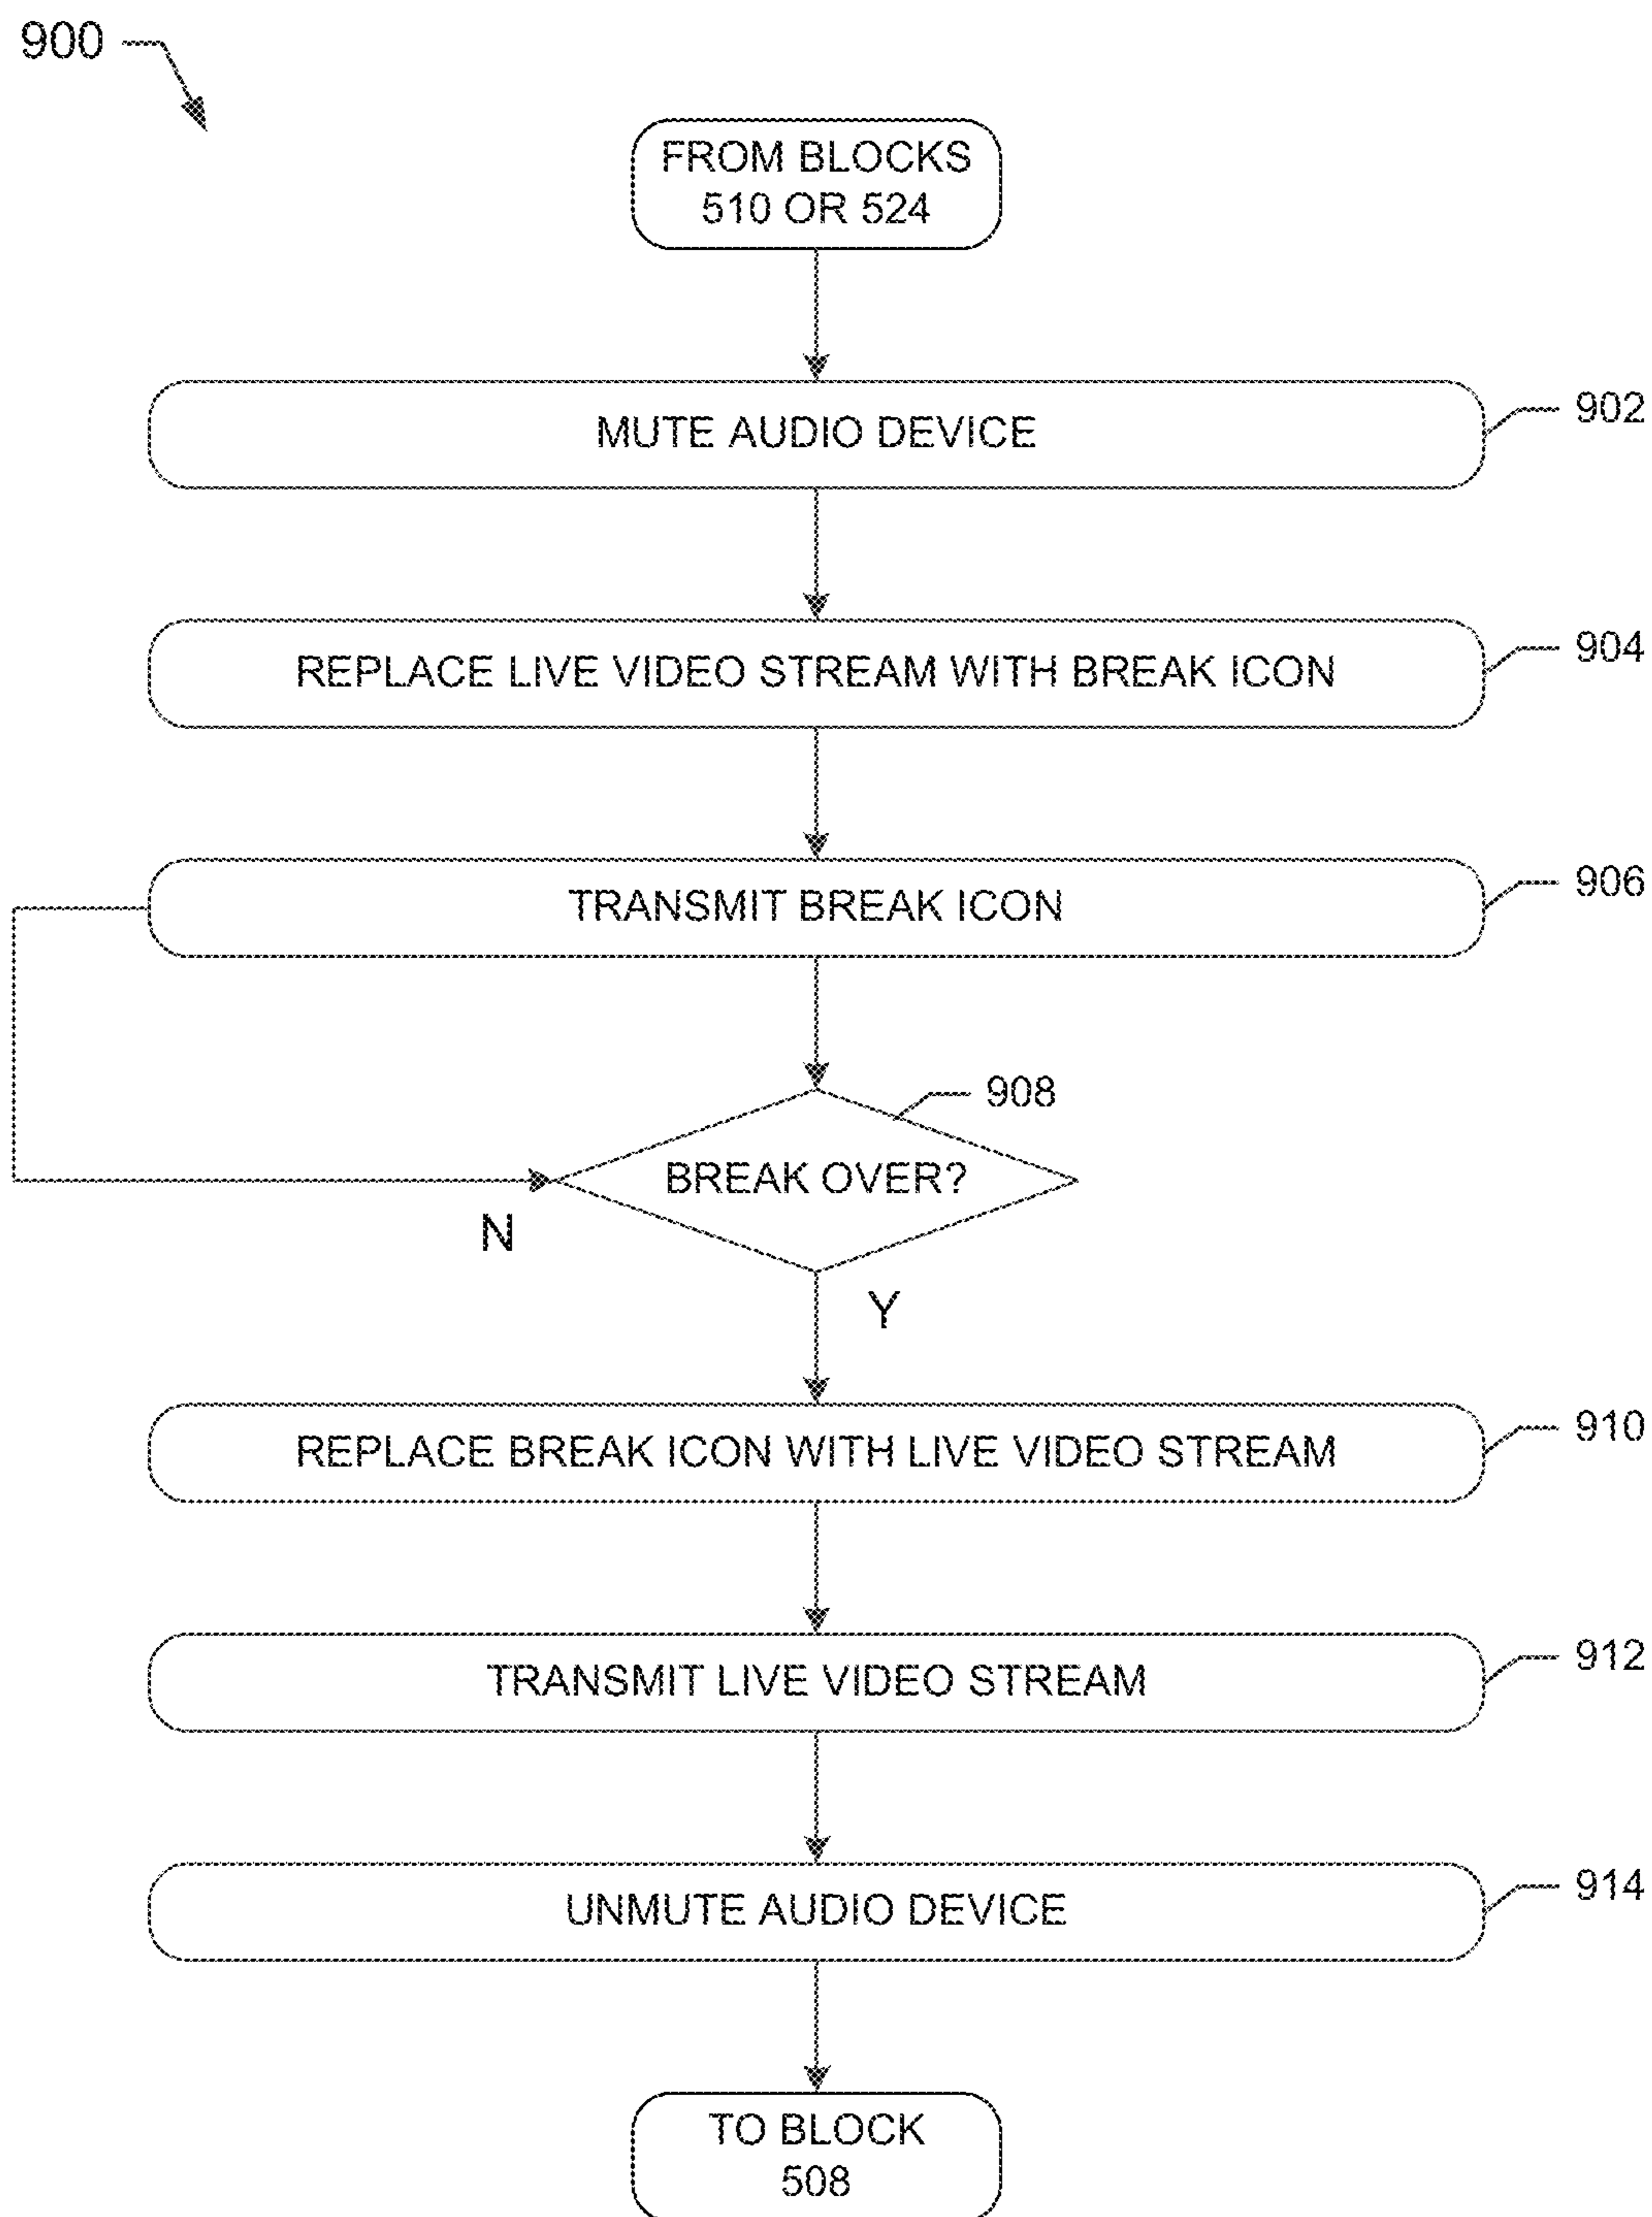 900
FROM BLOCKS
510 OR 524
MUTE AUDIO DEVICE
902
REPLACE LIVE VIDEO STREAM WITH BREAK ICON
904
TRANSMIT BREAK ICON
906
908
BREAK OVER?
N
Y
REPLACE BREAK ICON WITH LIVE VIDEO STREAM
910
TRANSMIT LIVE VIDEO STREAM
912
UNMUTE AUDIO DEVICE
914
TO BLOCK
508